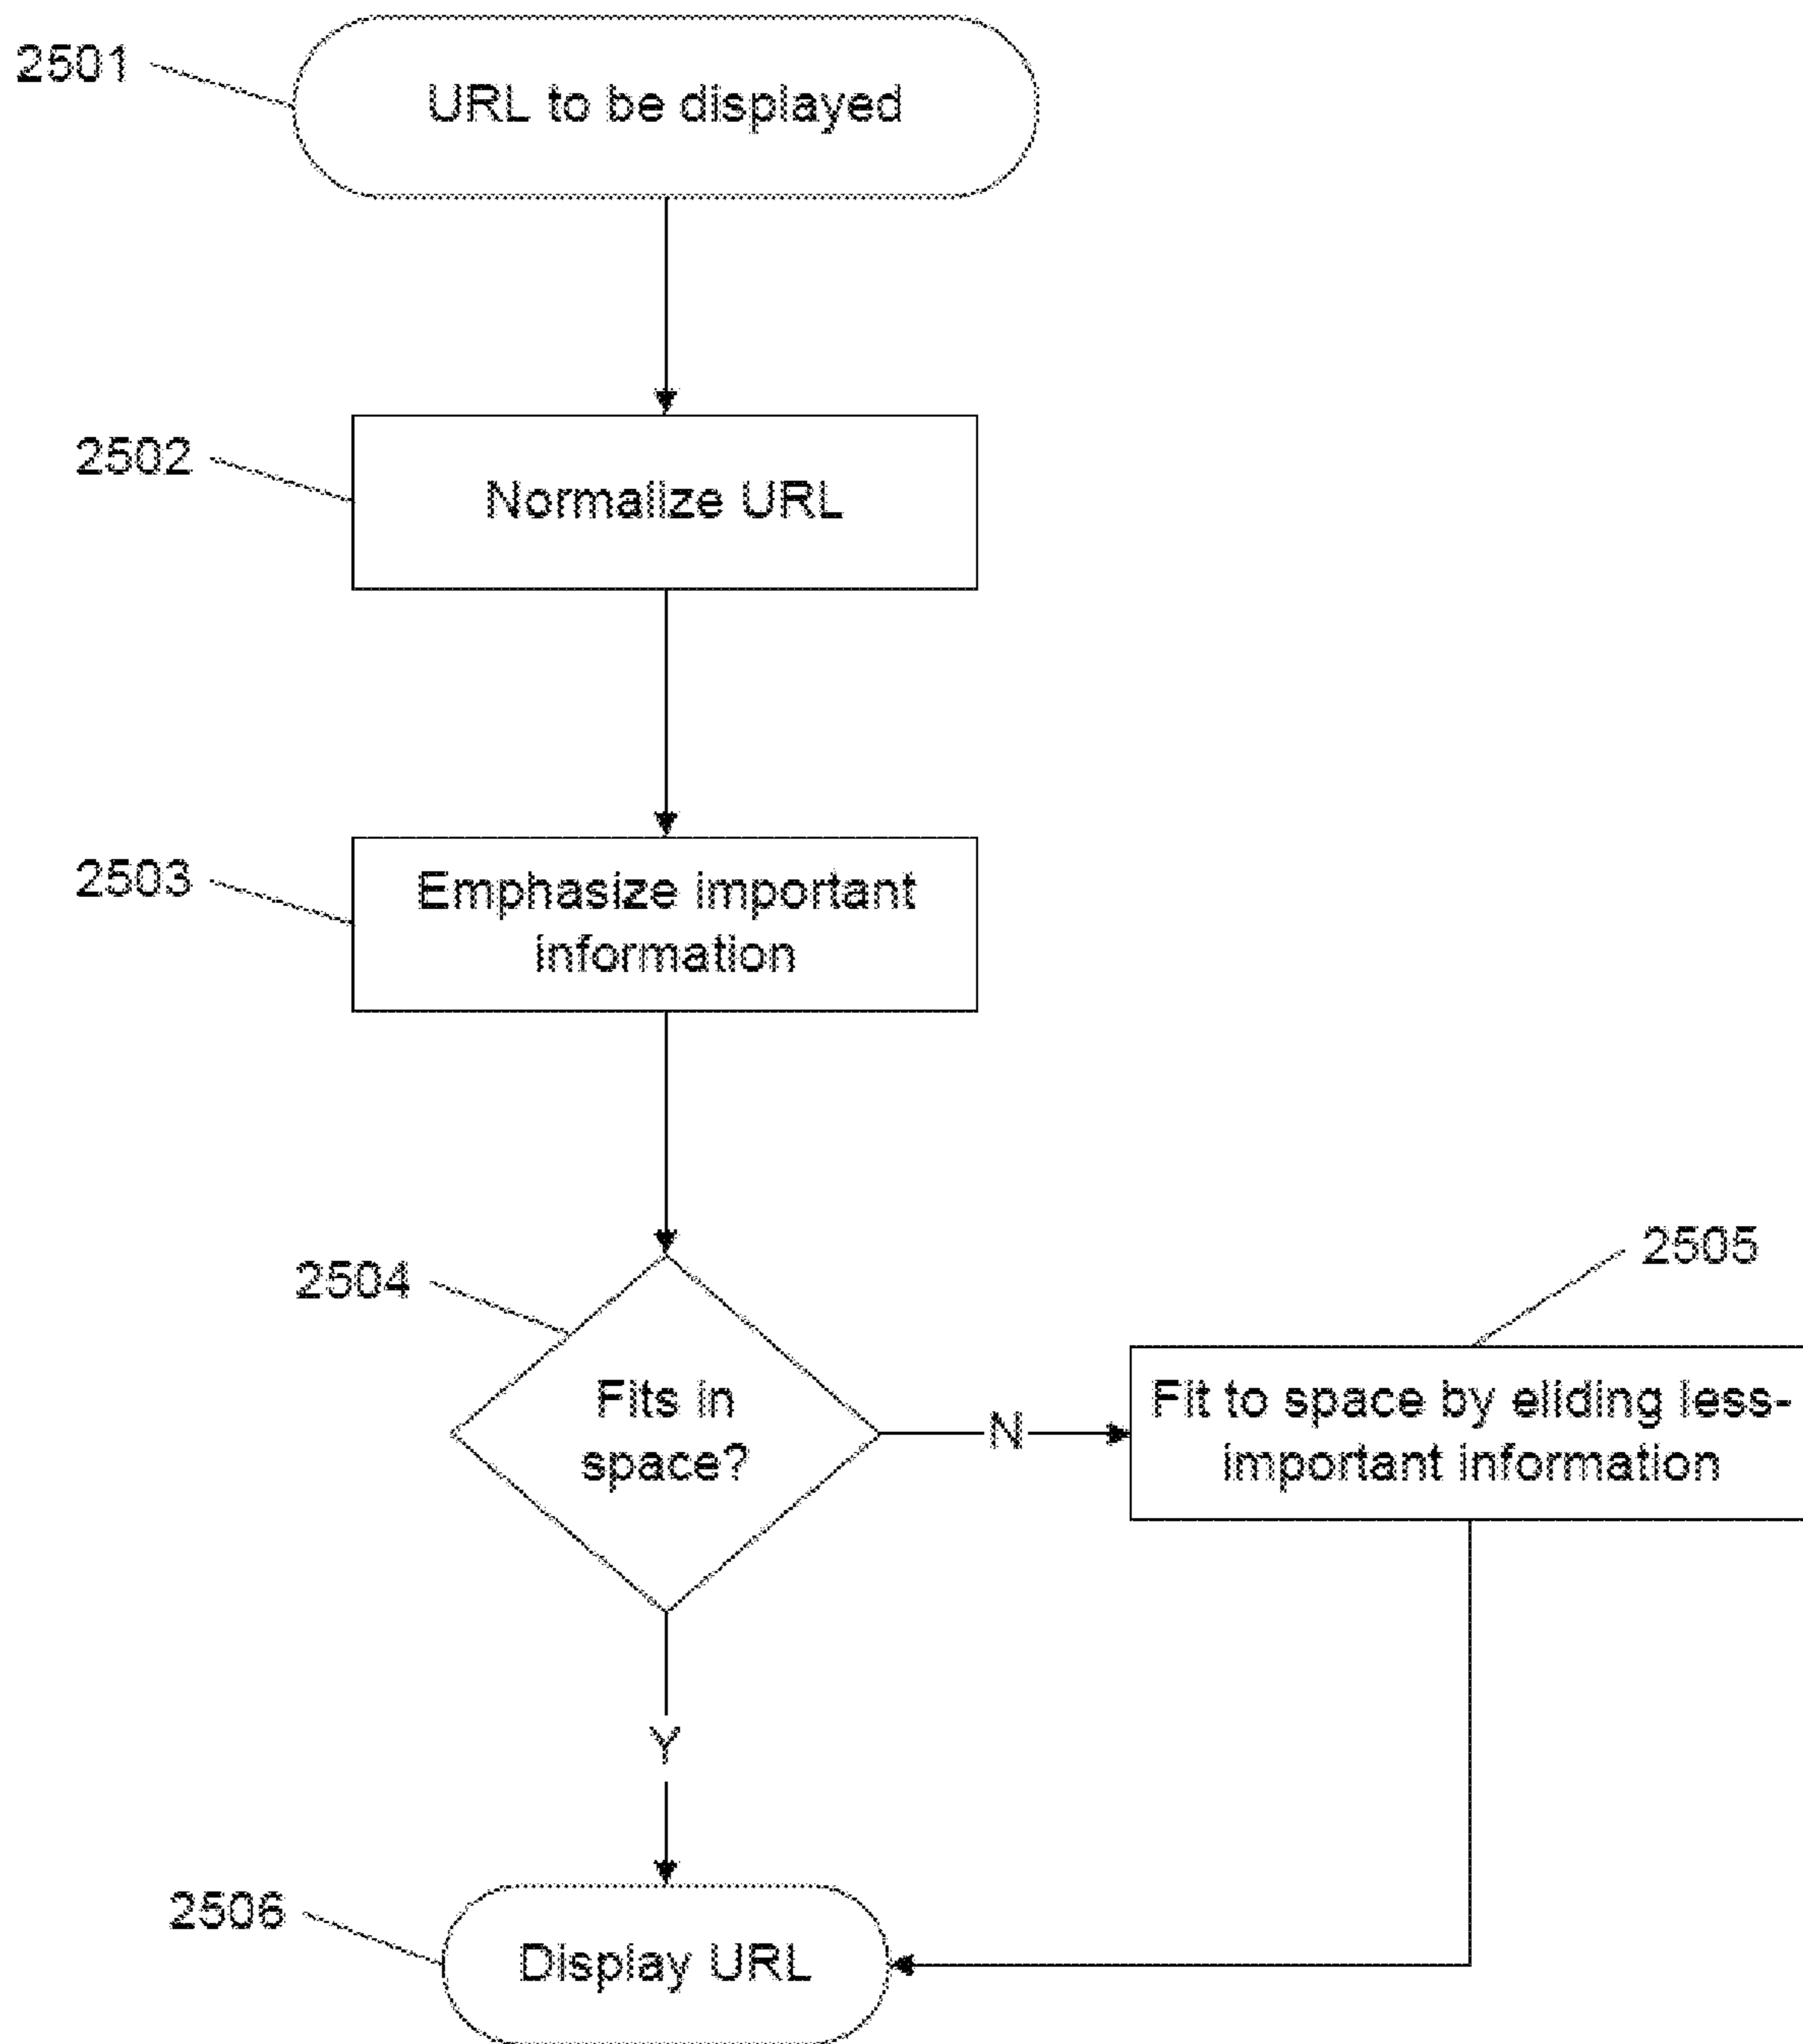 2501
URL to be displayed
2502
Normalize URL
2503
Emphasize important
information
2504
Fits in
space?
N
2505
Fit to space by eliding less-
important information
Y
2506
Display URL